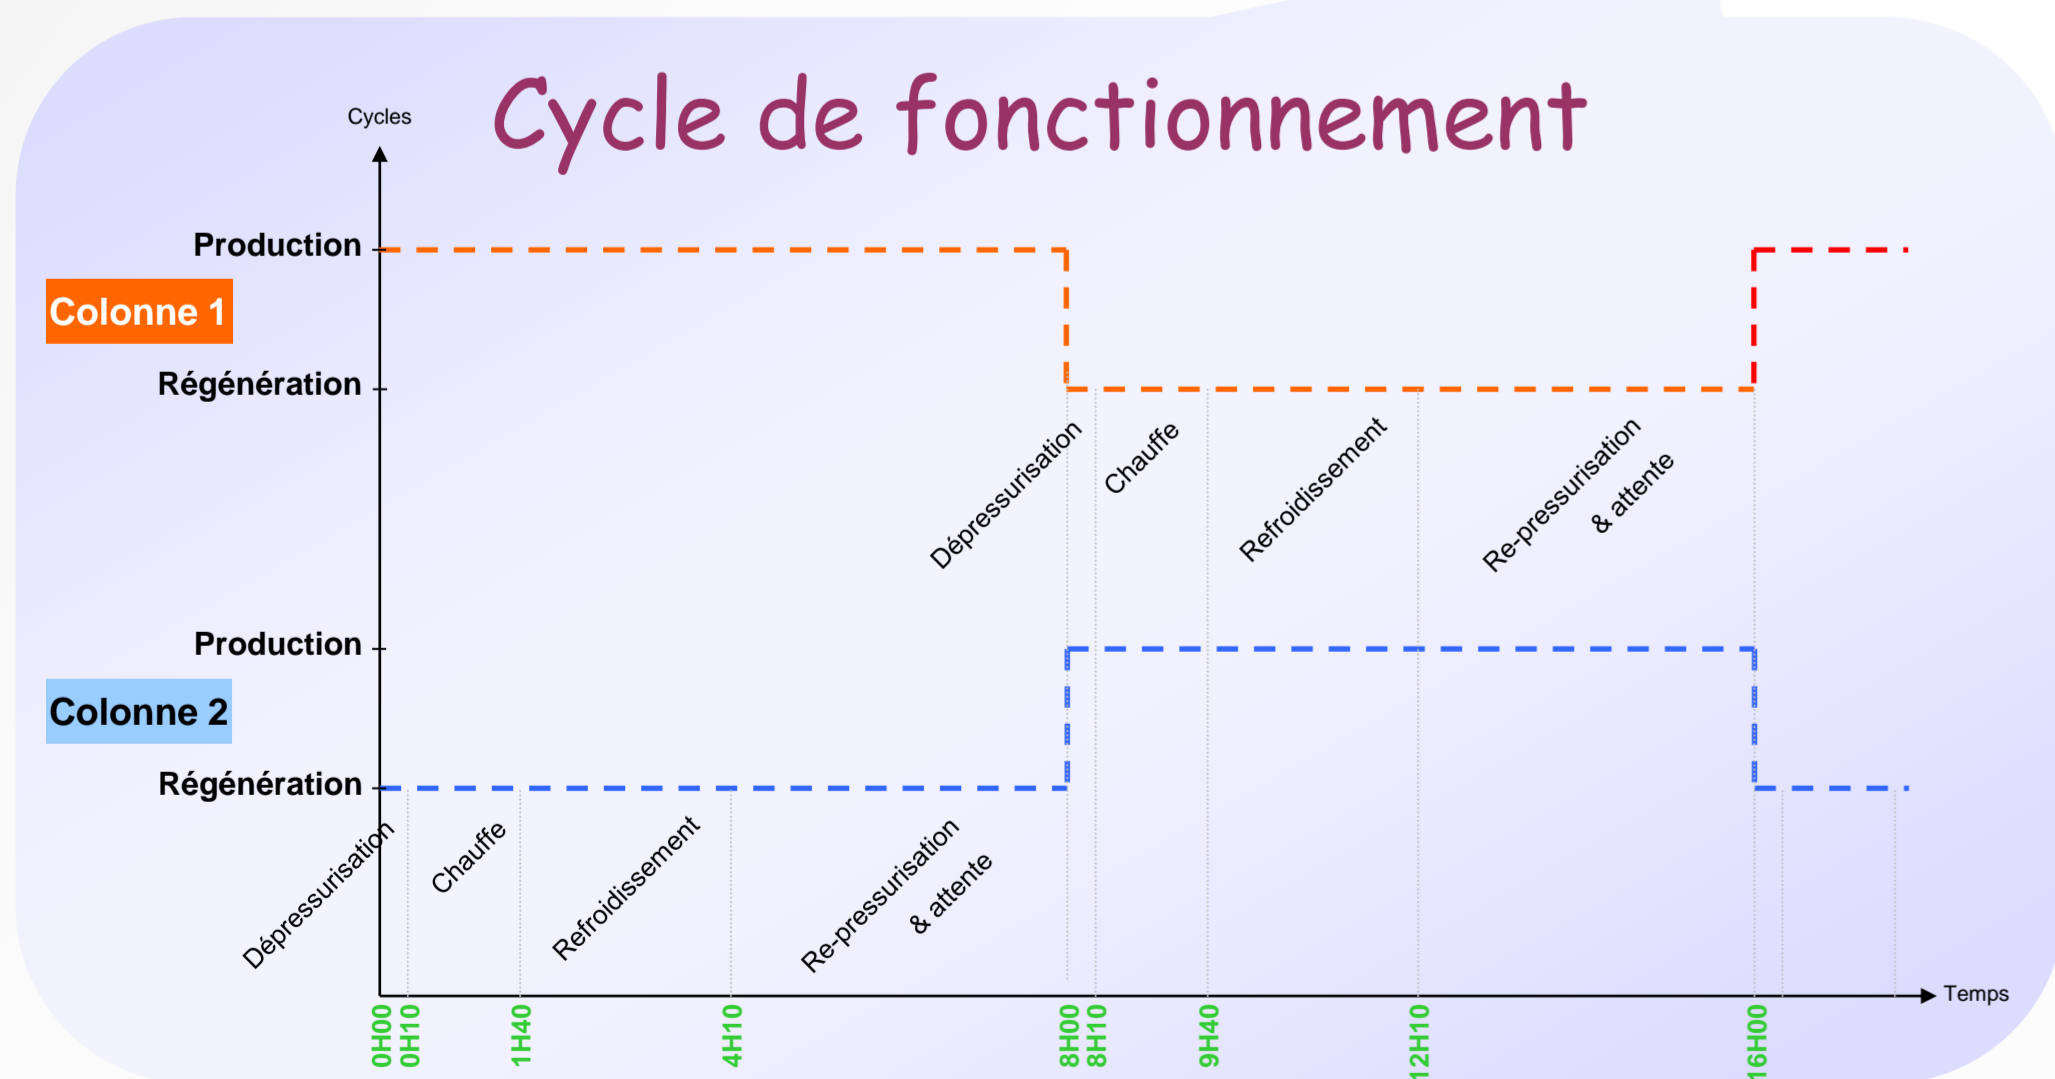 Cycle de fonctionnement
Cycles
Production
Colonne 1
Régénération
Dépressurisation
Chauffe
Refroidissement
Re-pressurisation
& attente
Production
Colonne 2
Régénération
Dépressurisation
Chauffe
Refroidissement
Re-pressurisation
& attente
Temps
0H00
0H10
1H40
4H10
8H00
8H10
9H40
12H10
16H00